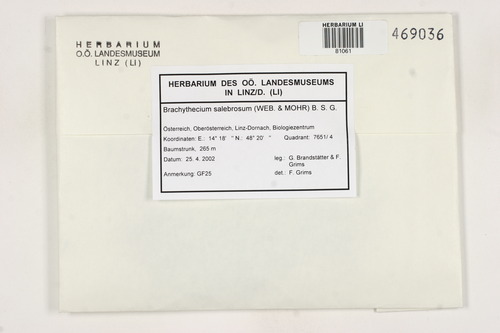 HERBARIUM
O.Ö. LANDESMUSEUM
LINZ (LI)
HERBARIUM LI
81061
469036
HERBARIUM DES OÖ. LANDESMUSEUMS
IN LINZ/D. (LI)
Brachythecium salebrosum (WEB. & MOHR) B. S. G.
Österreich, Oberösterreich, Linz-Dornach, Biologiezentrum
Koordinaten: E.: 14° 18' " N.: 48° 20' " Quadrant: 7651/ 4
Baumstrunk, 265 m
Datum: 25. 4. 2002 leg.: G. Brandstätter & F. Grims
Anmerkung: GF25 det.: F. Grims